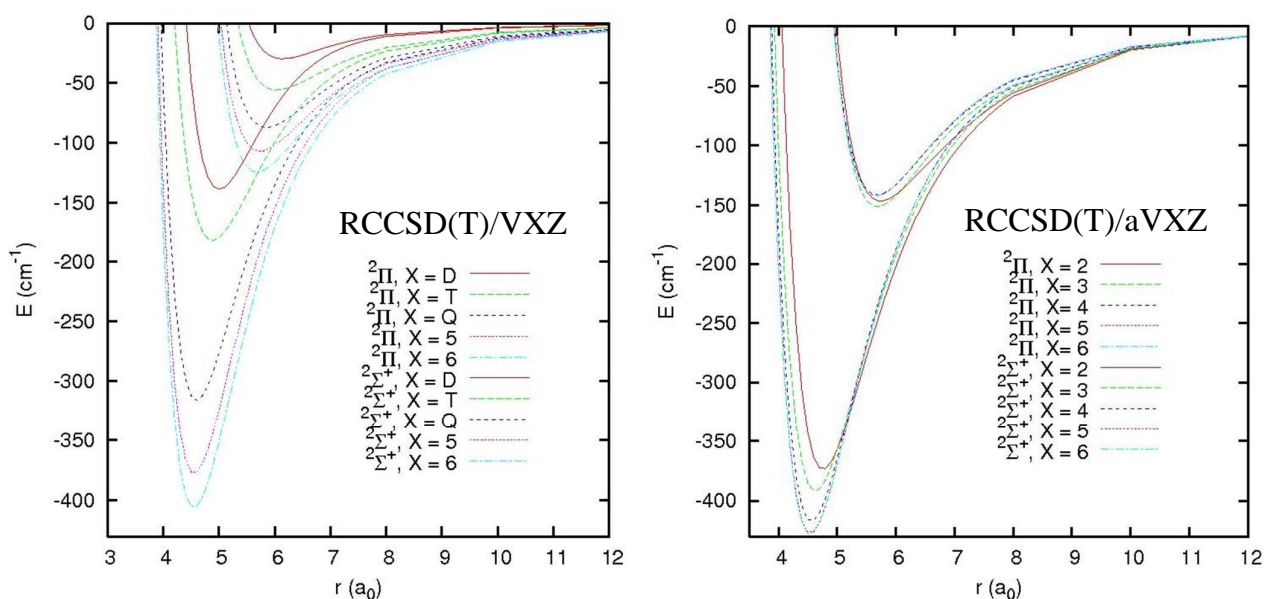 0
-50
-100
-150
-200
-250
-300
-350
-400
E (cm⁻¹)
RCCSD(T)/VXZ
²Π, X = D
²Π, X = T
²Π, X = Q
²Π, X = 5
²Π, X = 6
²Σ⁺, X = D
²Σ⁺, X = T
²Σ⁺, X = Q
²Σ⁺, X = 5
²Σ⁺, X = 6
3 4 5 6 7 8 9 10 11 12
r (a₀)
0
-50
-100
-150
-200
-250
-300
-350
-400
E (cm⁻¹)
RCCSD(T)/aVXZ
²Π, X = 2
²Π, X= 3
²Π, X= 4
²Π, X= 5
²Π, X= 6
²Σ⁺, X = 2
²Σ⁺, X= 3
²Σ⁺, X = 4
²Σ⁺, X = 5
²Σ⁺, X = 6
4 5 6 7 8 9 10 11 12
r (a₀)